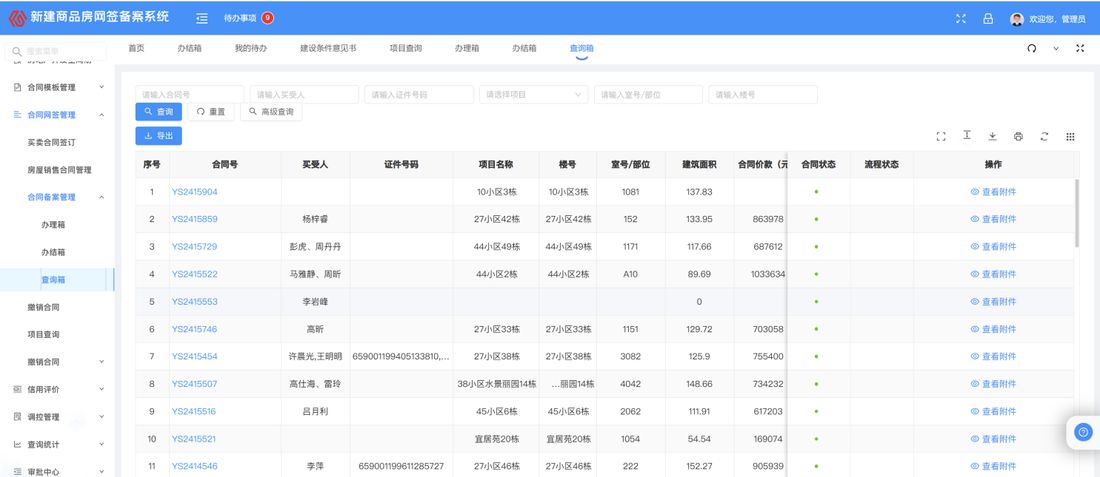 新建商品房网签备案系统
待办事项 9
欢迎您，管理员
搜索菜单
首页 办结箱 我的待办 建设条件意见书 项目查询 办理箱 办结箱 查询箱
合同模板管理
合同网签管理
买卖合同签订
房屋销售合同管理
合同备案管理
办理箱
办结箱
查询箱
撤销合同
项目查询
撤销合同
信用评价
调控管理
查询统计
审批中心
请输入合同号 请输入买受人 请输入证件号码 请选择项目 请输入室号/部位 请输入楼号
查询 重置 高级查询
导出
序号 合同号 买受人 证件号码 项目名称 楼号 室号/部位 建筑面积 合同价款（元 合同状态 流程状态 操作
1 YS2415904 10小区3栋 10小区3栋 1081 137.83 查看附件
2 YS2415859 杨梓睿 27小区42栋 27小区42栋 152 133.95 863978 查看附件
3 YS2415729 彭虎、周丹丹 44小区49栋 44小区49栋 1171 117.66 687612 查看附件
4 YS2415522 马雅静、周昕 44小区2栋 44小区2栋 A10 89.69 1033634 查看附件
5 YS2415553 李岩峰 0 查看附件
6 YS2415746 高昕 27小区33栋 27小区33栋 1151 129.72 703058 查看附件
7 YS2415454 许晨光,王明明 659001199405133810,... 27小区38栋 27小区38栋 3082 125.9 755400 查看附件
8 YS2415507 高仕海、雷玲 38小区水景丽园14栋 ...丽园14栋 4042 148.66 734232 查看附件
9 YS2415516 吕月利 45小区6栋 45小区6栋 2062 111.91 617203 查看附件
10 YS2415521 宜居苑20栋 宜居苑20栋 1054 54.54 169074 查看附件
11 YS2414546 李萍 659001199611285727 27小区46栋 27小区46栋 222 152.27 905939 查看附件